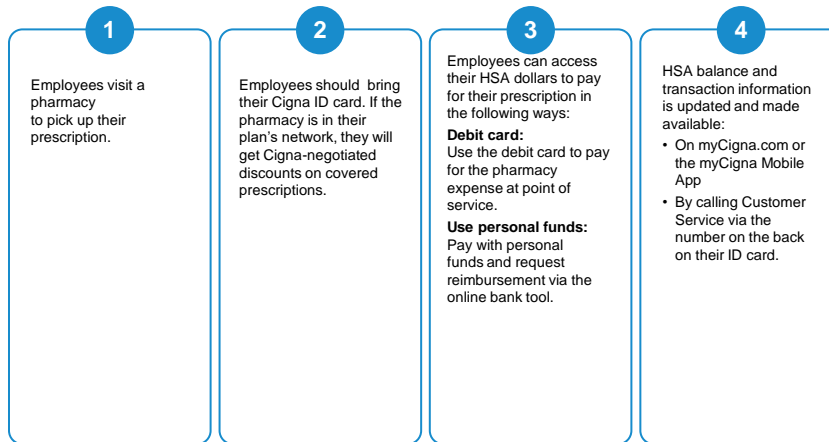 1
Employees visit a
pharmacy
to pick up their
prescription.
2
Employees should bring
their Cigna ID card. If the
pharmacy is in their
plan's network, they will
get Cigna-negotiated
discounts on covered
prescriptions.
3
Employees can access
their HSA dollars to pay
for their prescription in
the following ways:
Debit card:
Use the debit card to pay
for the pharmacy
expense at point of
service.
Use personal funds:
Pay with personal
funds and request
reimbursement via the
online bank tool.
4
HSA balance and
transaction information
is updated and made
available:
• On myCigna.com or
the myCigna Mobile
App
• By calling Customer
Service via the
number on the back
on their ID card.